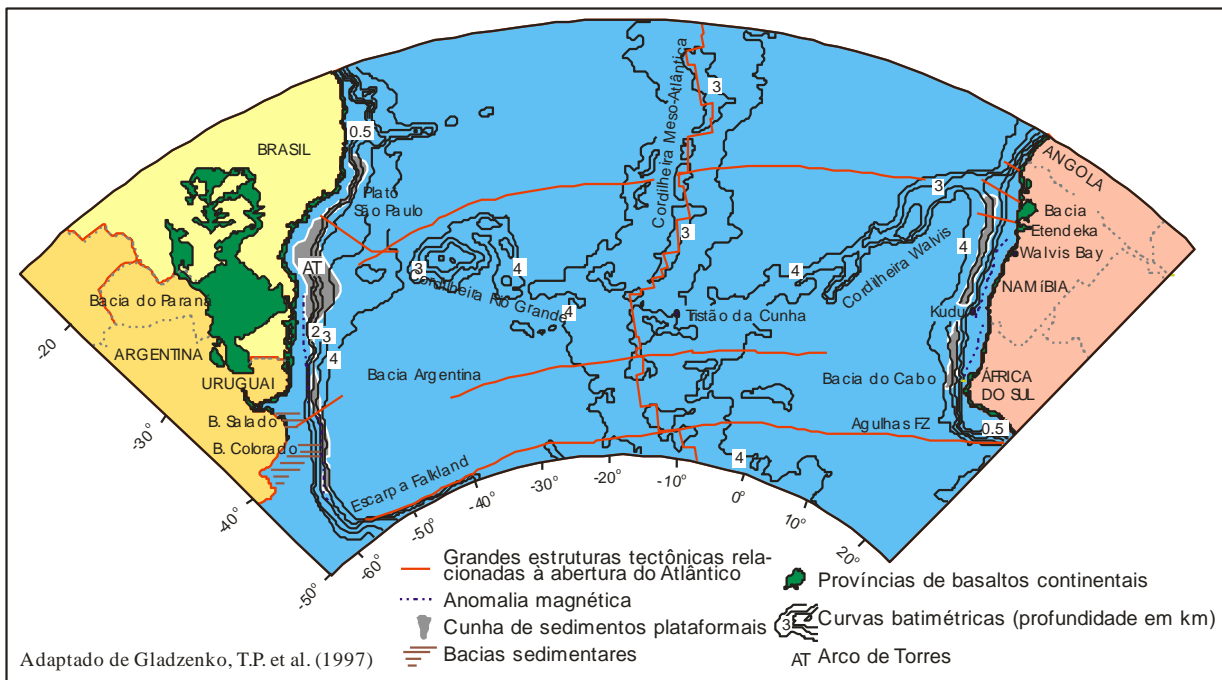 BRASIL
0.5
Platô
São Paulo
AT
Bacia do Paraná
ARGENTINA
URUGUAI
B. Salado
B. Colorado
2
3
4
3
4
4
Cordilheira Rio Grande
Bacia Argentina
Escarpa Falkland
Cordilheira Meso-Atlântica
3
3
4
Tistão da Cunha
Cordilheira Walvis
3
4
ANGOLA
Bacia
Etendeka
Walvis Bay
NAMÍBIA
Kudu
Bacia do Cabo
ÁFRICA
DO SUL
Agulhas FZ
0.5
4
-20
-30°
-40°
-50°
-60°
-50°
-40°
-30°
-20°
-10°
0°
10°
20°
Grandes estruturas tectônicas rela-
cionadas à abertura do Atlântico
Anomalia magnética
Cunha de sedimentos plataformais
Bacias sedimentares
Províncias de basaltos continentais
3 Curvas batimétricas (profundidade em km)
AT Arco de Torres
Adaptado de Gladzenko, T.P. et al. (1997)